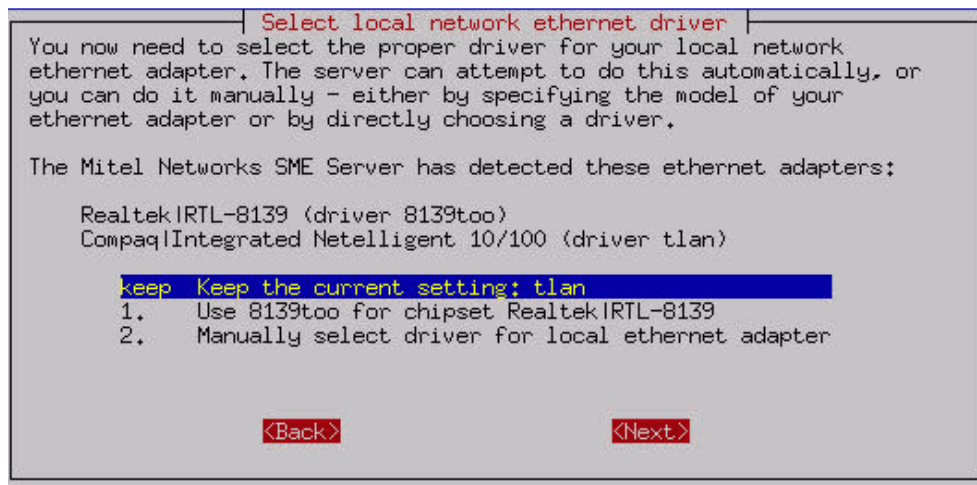 Select local network ethernet driver
You now need to select the proper driver for your local network
ethernet adapter. The server can attempt to do this automatically, or
you can do it manually - either by specifying the model of your
ethernet adapter or by directly choosing a driver.
The Mitel Networks SME Server has detected these ethernet adapters:
Realtek|RTL-8139 (driver 8139too)
Compaq|Integrated Netelligent 10/100 (driver tlan)
keep Keep the current setting: tlan
1. Use 8139too for chipset Realtek|RTL-8139
2. Manually select driver for local ethernet adapter
<Back> <Next>